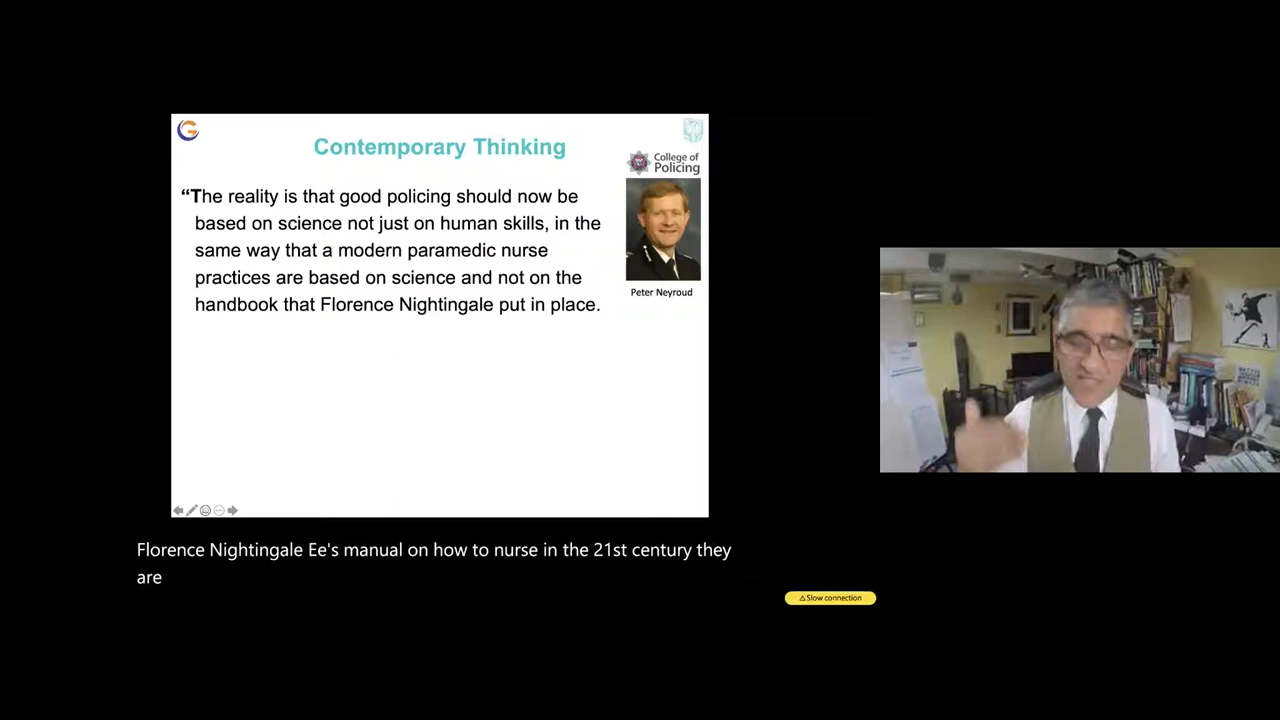 Contemporary Thinking
College of
Policing
“The reality is that good policing should now be
based on science not just on human skills, in the
same way that a modern paramedic nurse
practices are based on science and not on the
handbook that Florence Nightingale put in place.
Peter Neyroud
Florence Nightingale Ee's manual on how to nurse in the 21st century they
are
⚠Slow connection